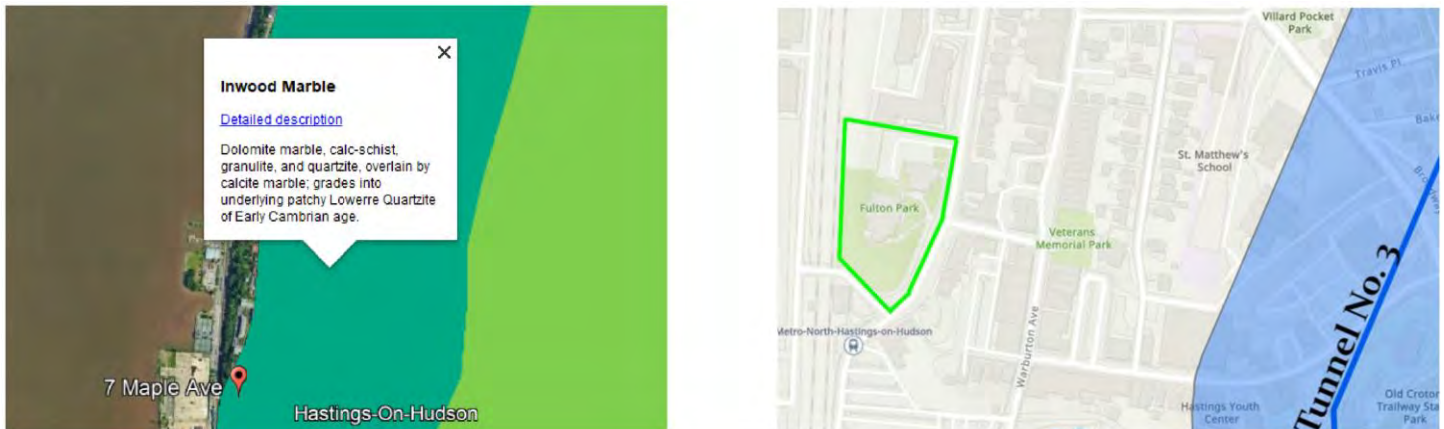 Inwood Marble
Detailed description
Dolomite marble, calc-schist,
granulite, and quartzite, overlain by
calcite marble; grades into
underlying patchy Lowerre Quartzite
of Early Cambrian age.
7 Maple Ave
Hastings-On-Hudson
Villard Pocket
Park
Travis Pl
St. Matthew's
School
Fulton Park
Veterans
Memorial Park
Metro-North-Hastings-on-Hudson
Warburton Ave
Tunnel No. 3
Hastings Youth
Center
Old Croton
Trailway Sta
Park